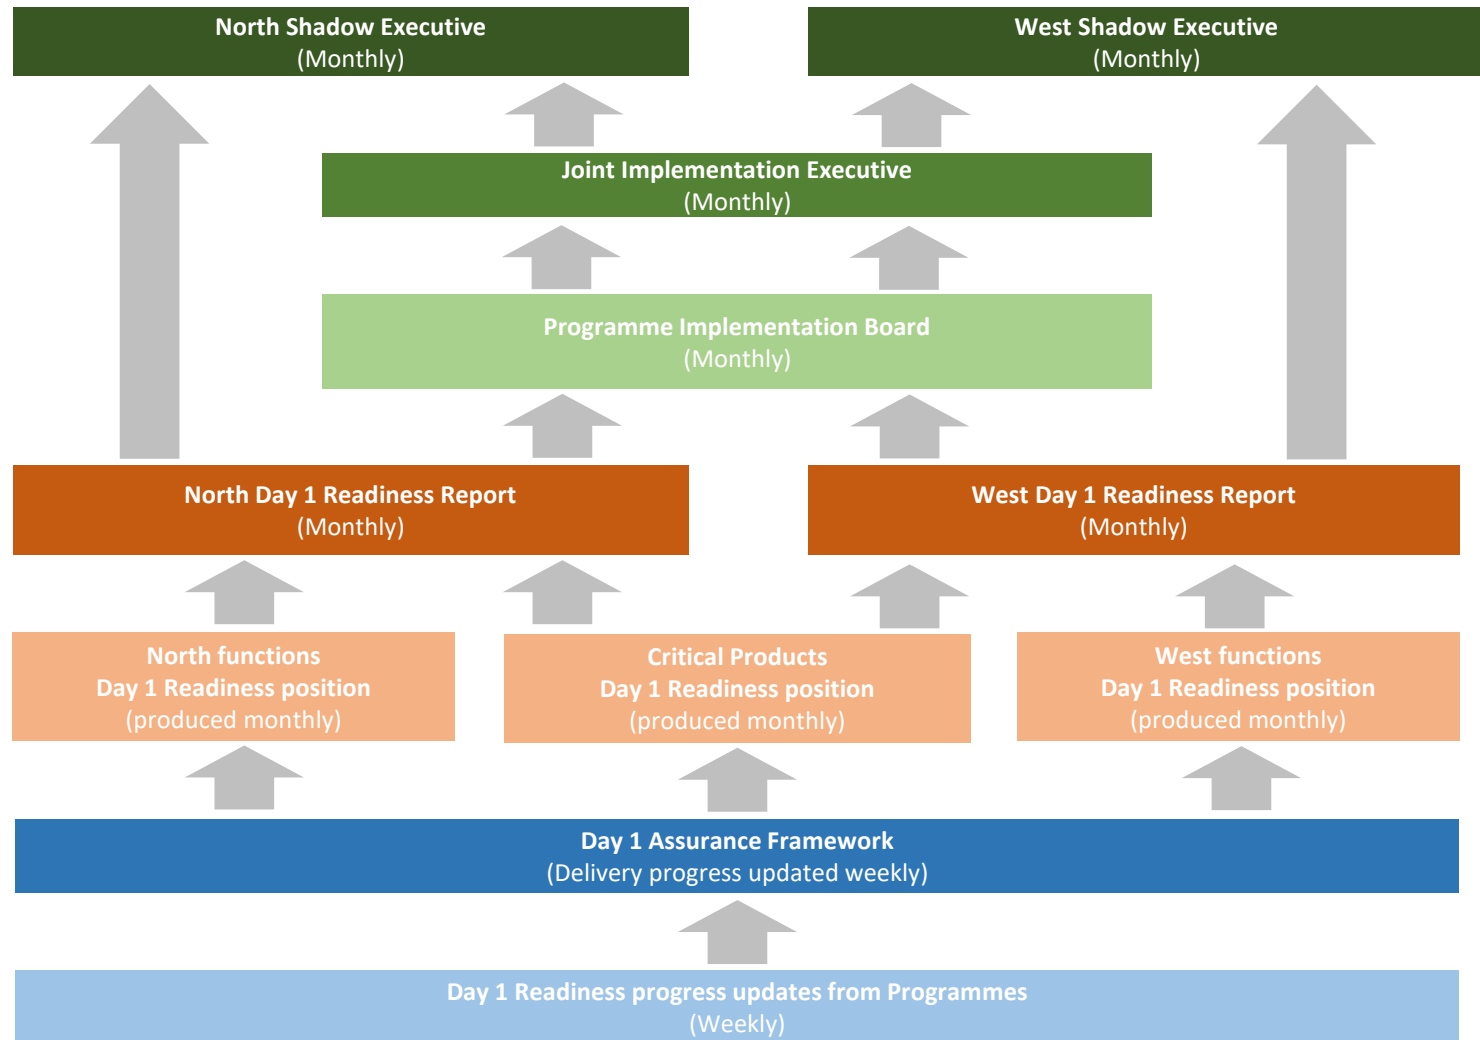 North Shadow Executive
(Monthly)
West Shadow Executive
(Monthly)
Joint Implementation Executive
(Monthly)
Programme Implementation Board
(Monthly)
North Day 1 Readiness Report
(Monthly)
West Day 1 Readiness Report
(Monthly)
North functions
Day 1 Readiness position
(produced monthly)
Critical Products
Day 1 Readiness position
(produced monthly)
West functions
Day 1 Readiness position
(produced monthly)
Day 1 Assurance Framework
(Delivery progress updated weekly)
Day 1 Readiness progress updates from Programmes
(Weekly)